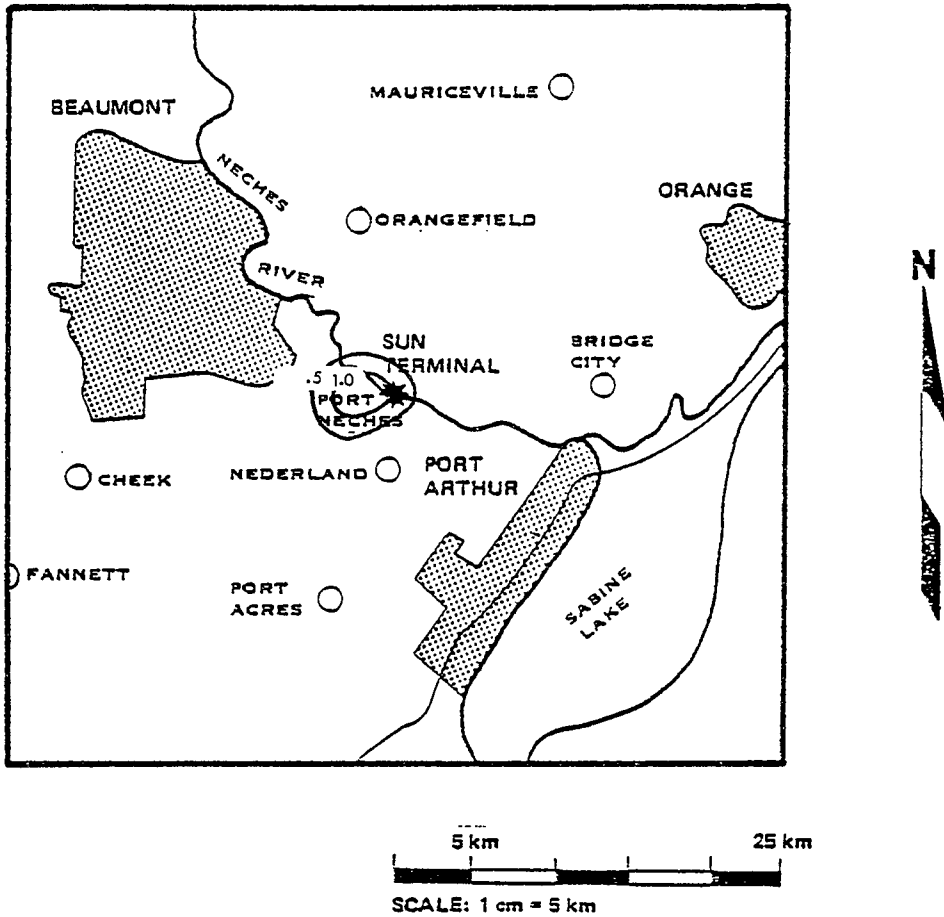 MAURICEVILLE
BEAUMONT
NECHES
ORANGE
ORANGEFIELD
RIVER
N
SUN
TERMINAL
BRIDGE
CITY
.5 1.0
PORT
NECHES
CHEEK
NEDERLAND
PORT
ARTHUR
FANNETT
PORT
ACRES
SABINE
LAKE
5 km
25 km
SCALE: 1 cm = 5 km